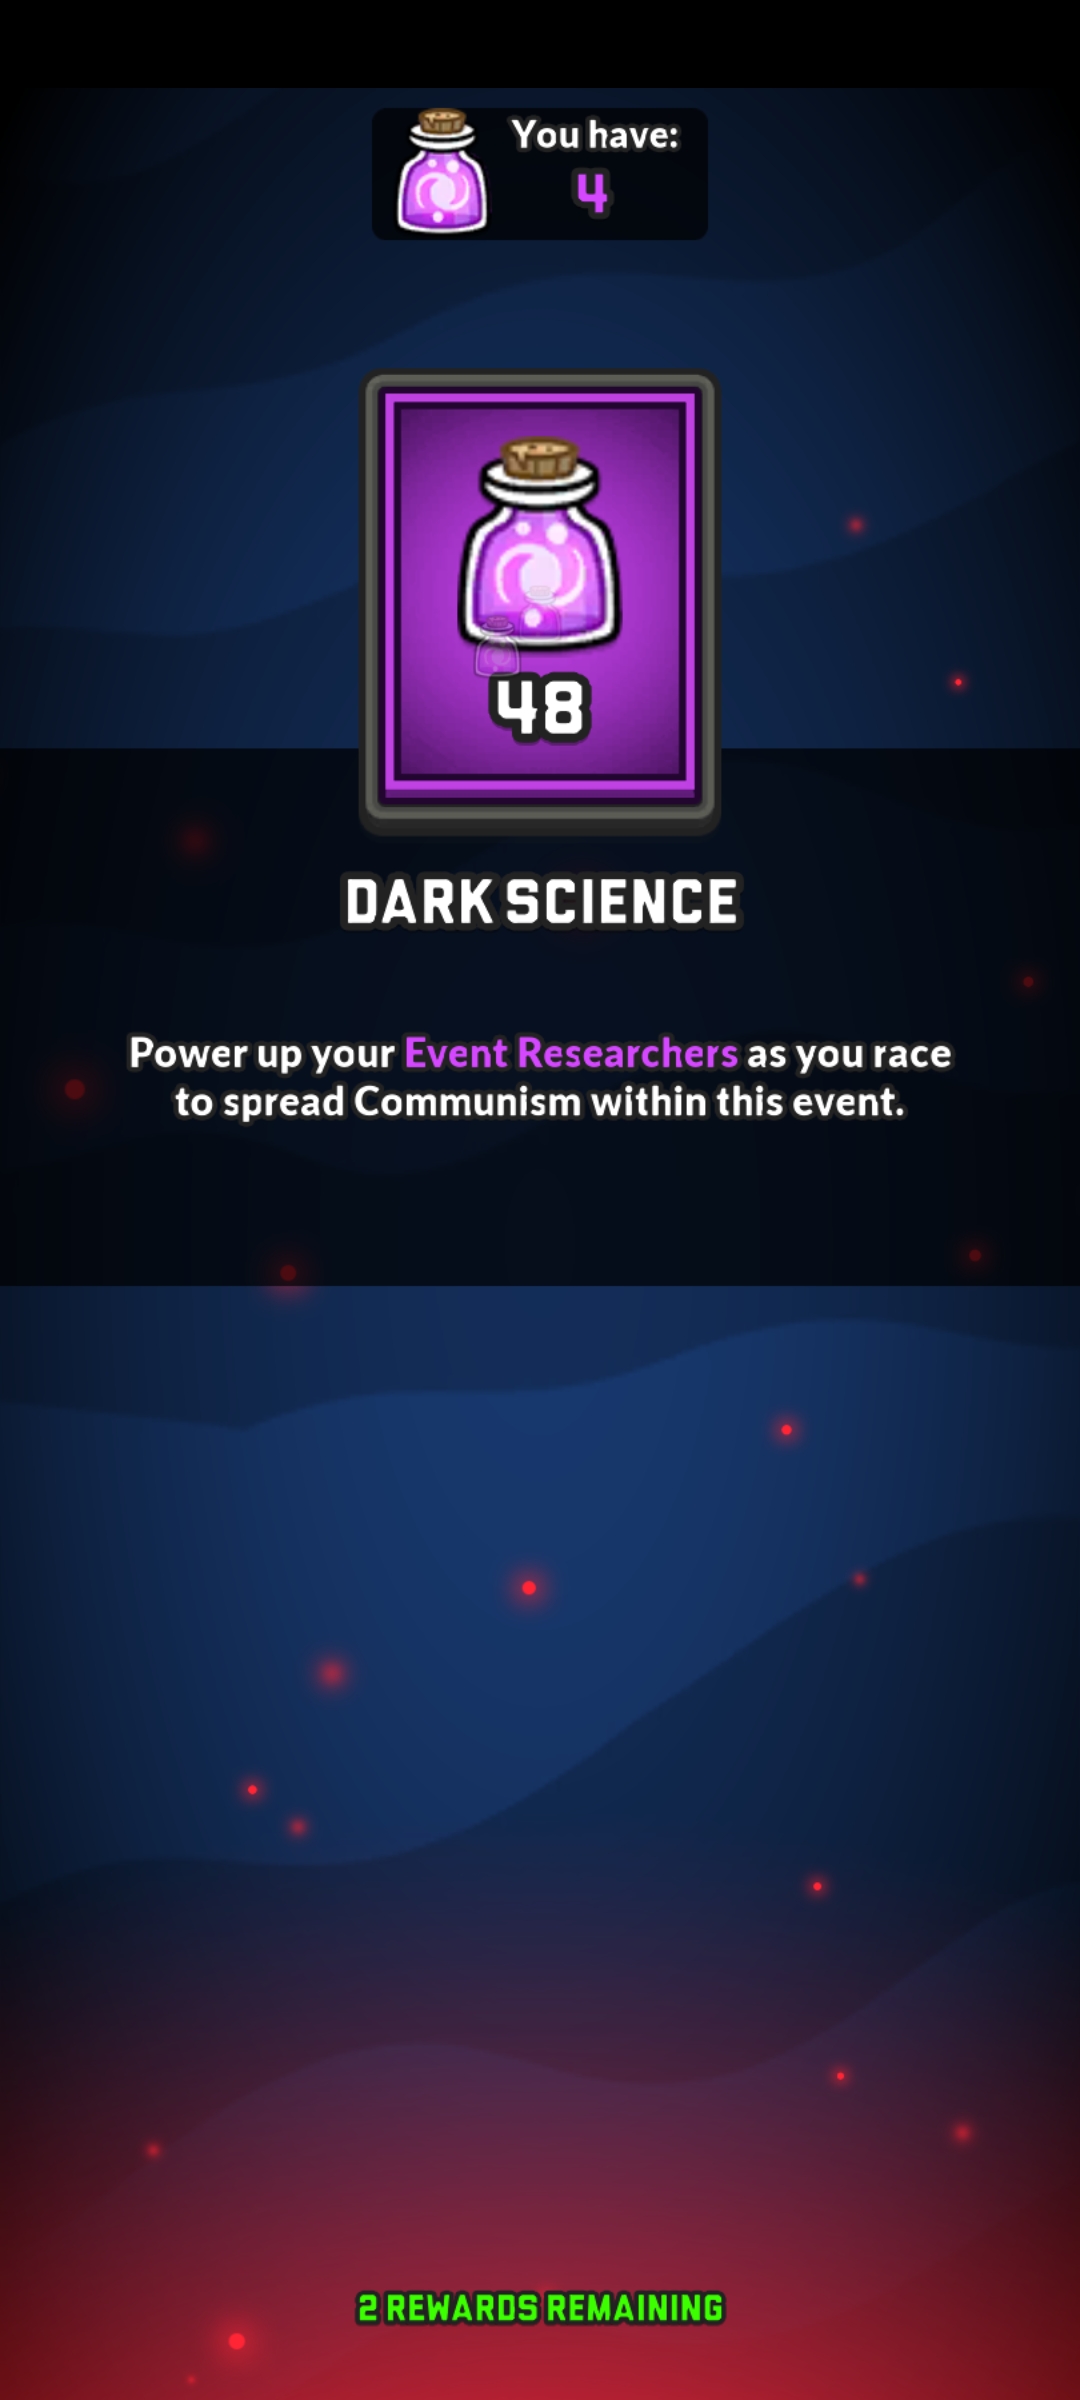 You have:
4
48
DARK SCIENCE
Power up your Event Researchers as you race
to spread Communism within this event.
2 REWARDS REMAINING